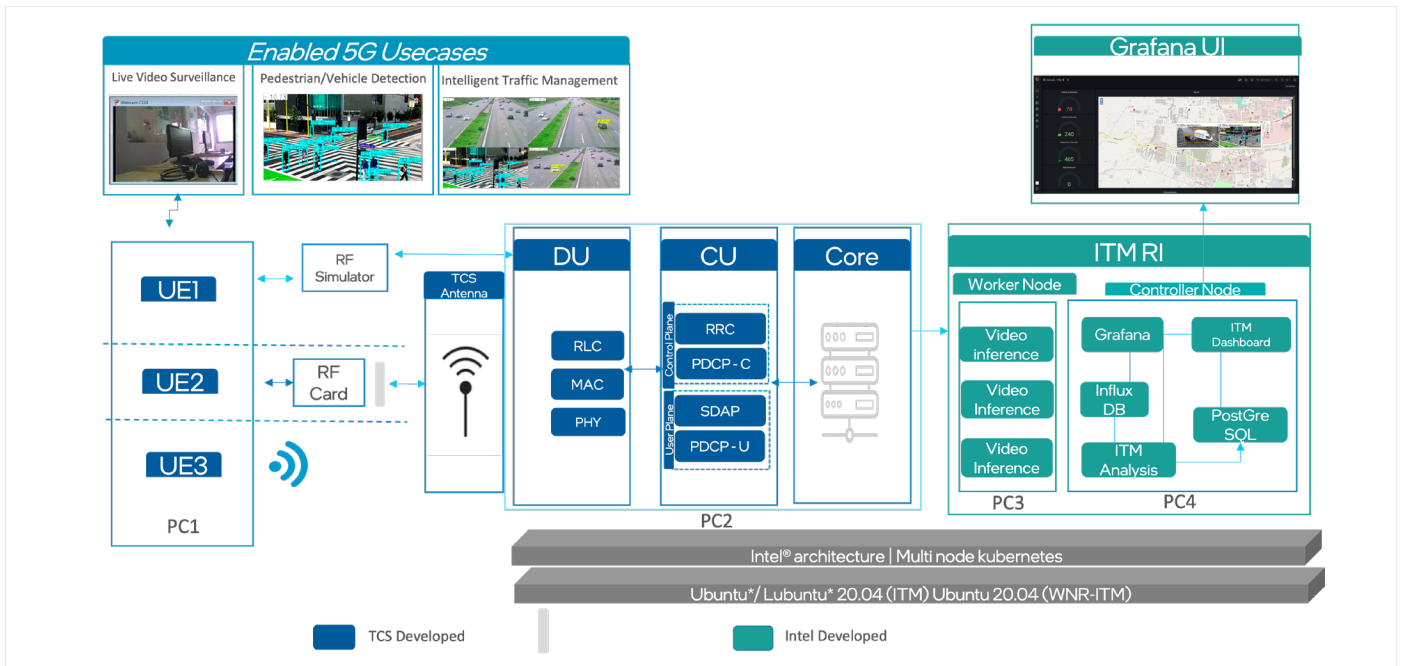 Enabled 5G Usecases
Live Video Surveillance
Pedestrian/Vehicle Detection
Intelligent Traffic Management
Grafana UI
76
240
465
0
UE1
UE2
UE3
PC1
RF
Simulator
RF
Card
TCS
Antenna
DU
RLC
MAC
PHY
CU
Control Plane
RRC
PDCP - C
User Plane
SDAP
PDCP - U
Core
PC2
ITM RI
Worker Node
Video
inference
Video
Inference
Video
Inference
PC3
Controller Node
Grafana
ITM
Dashboard
Influx
DB
PostGre
SQL
ITM
Analysis
PC4
Intel® architecture | Multi node kubernetes
Ubuntu*/ Lubuntu* 20.04 (ITM) Ubuntu 20.04 (WNR-ITM)
TCS Developed
Intel Developed